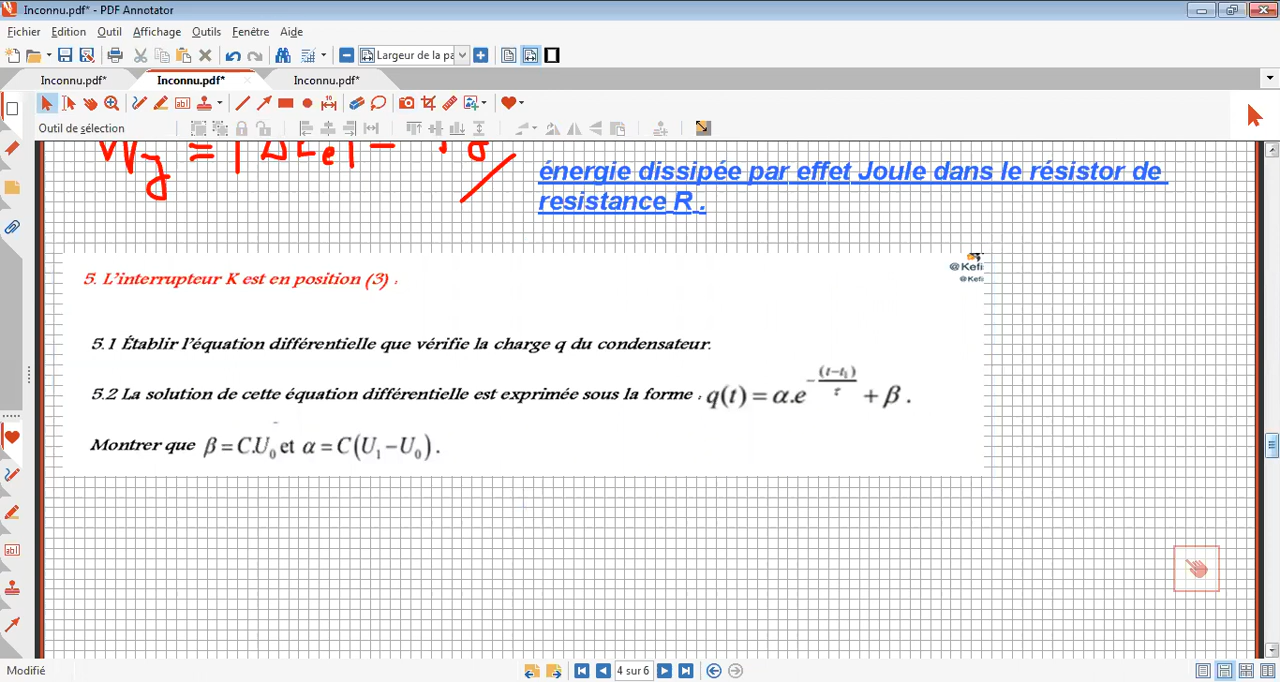 Inconnu.pdf* - PDF Annotator
Fichier Edition Outil Affichage Outils Fenêtre Aide
Largeur de la pa
Inconnu.pdf* Inconnu.pdf* Inconnu.pdf*
Outil de sélection
énergie dissipée par effet Joule dans le résistor de
resistance R .
@Kefi
@Kefi
5. L'interrupteur K est en position (3) :
5.1 Établir l'équation différentielle que vérifie la charge q du condensateur.
5.2 La solution de cette équation différentielle est exprimée sous la forme : q(t) = α.e^{-(t-t₁)/τ} + β .
Montrer que β = C.U₀ et α = C(U₁ − U₀) .
Modifié
4 sur 6